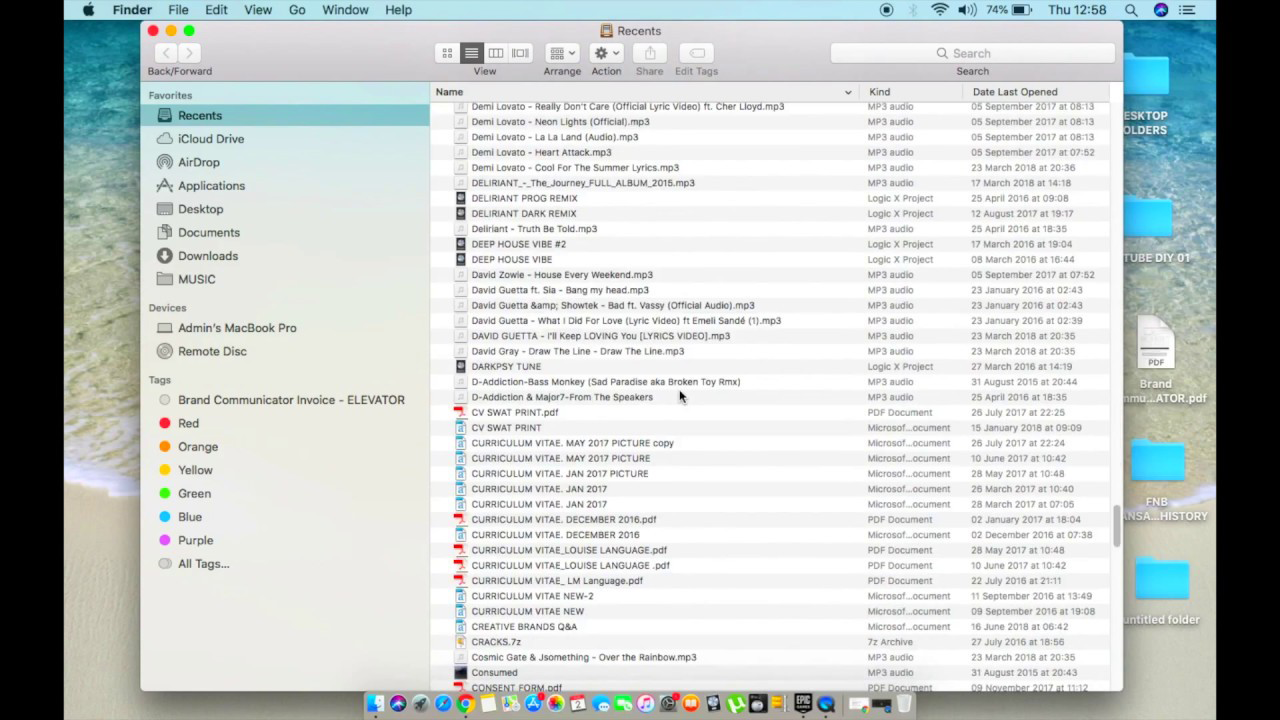 Finder File Edit View Go Window Help 74% Thu 12:58
Recents
Search
Back/Forward View Arrange Action Share Edit Tags Search
Favorites
Recents
iCloud Drive
AirDrop
Applications
Desktop
Documents
Downloads
MUSIC
Devices
Admin's MacBook Pro
Remote Disc
Tags
Brand Communicator Invoice - ELEVATOR
Red
Orange
Yellow
Green
Blue
Purple
All Tags...
Name Kind Date Last Opened
Demi Lovato - Really Don't Care (Official Lyric Video) ft. Cher Lloyd.mp3 MP3 audio 05 September 2017 at 08:13
Demi Lovato - Neon Lights (Official).mp3 MP3 audio 05 September 2017 at 08:13
Demi Lovato - La La Land (Audio).mp3 MP3 audio 05 September 2017 at 08:13
Demi Lovato - Heart Attack.mp3 MP3 audio 05 September 2017 at 07:52
Demi Lovato - Cool For The Summer Lyrics.mp3 MP3 audio 23 March 2018 at 20:36
DELIRIANT_-_The_Journey_FULL_ALBUM_2015.mp3 MP3 audio 17 March 2018 at 14:18
DELIRIANT PROG REMIX Logic X Project 25 April 2016 at 09:08
DELIRIANT DARK REMIX Logic X Project 12 August 2017 at 19:17
Deliriant - Truth Be Told.mp3 MP3 audio 25 April 2016 at 18:35
DEEP HOUSE VIBE #2 Logic X Project 17 March 2016 at 19:04
DEEP HOUSE VIBE Logic X Project 08 March 2016 at 16:44
David Zowie - House Every Weekend.mp3 MP3 audio 05 September 2017 at 07:52
David Guetta ft. Sia - Bang my head.mp3 MP3 audio 23 January 2016 at 02:43
David Guetta &amp; Showtek - Bad ft. Vassy (Official Audio).mp3 MP3 audio 23 January 2016 at 02:43
David Guetta - What I Did For Love (Lyric Video) ft Emeli Sandé (1).mp3 MP3 audio 23 January 2016 at 02:39
DAVID GUETTA - I'll Keep LOVING You [LYRICS VIDEO].mp3 MP3 audio 23 March 2018 at 20:35
David Gray - Draw The Line - Draw The Line.mp3 MP3 audio 23 March 2018 at 20:35
DARKPSY TUNE Logic X Project 27 March 2016 at 14:19
D-Addiction-Bass Monkey (Sad Paradise aka Broken Toy Rmx) MP3 audio 31 August 2015 at 20:44
D-Addiction & Major7-From The Speakers MP3 audio 25 April 2016 at 18:35
CV SWAT PRINT.pdf PDF Document 26 July 2017 at 22:25
CV SWAT PRINT Microsof...ocument 15 January 2018 at 09:09
CURRICULUM VITAE. MAY 2017 PICTURE copy Microsof...ocument 26 July 2017 at 22:24
CURRICULUM VITAE. MAY 2017 PICTURE Microsof...ocument 10 June 2017 at 10:42
CURRICULUM VITAE. JAN 2017 PICTURE Microsof...ocument 28 May 2017 at 10:48
CURRICULUM VITAE. JAN 2017 Microsof...ocument 26 March 2017 at 10:40
CURRICULUM VITAE. JAN 2017 Microsof...ocument 28 March 2017 at 07:05
CURRICULUM VITAE. DECEMBER 2016.pdf PDF Document 02 January 2017 at 18:04
CURRICULUM VITAE. DECEMBER 2016 Microsof...ocument 02 December 2016 at 07:38
CURRICULUM VITAE_LOUISE LANGUAGE.pdf PDF Document 28 May 2017 at 10:48
CURRICULUM VITAE_LOUISE LANGUAGE .pdf PDF Document 10 June 2017 at 10:42
CURRICULUM VITAE_ LM Language.pdf PDF Document 22 July 2016 at 21:11
CURRICULUM VITAE NEW-2 Microsof...ocument 11 September 2016 at 13:49
CURRICULUM VITAE NEW Microsof...ocument 09 September 2016 at 19:08
CREATIVE BRANDS Q&A Microsof...ocument 16 June 2018 at 06:42
CRACKS.7z 7z Archive 27 July 2016 at 18:56
Cosmic Gate & Jsomething - Over the Rainbow.mp3 MP3 audio 23 March 2018 at 20:35
Consumed MP3 audio 31 August 2015 at 20:43
CONSENT FORM.pdf PDF Document 09 November 2017 at 11:12
ESKTOP
OLDERS
TUBE DIY 01
PDF
Brand
mmu...ATOR.pdf
FNB
ANSA...HISTORY
untitled folder